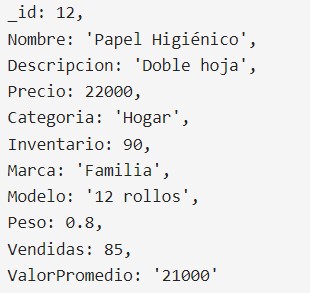 _id: 12,
Nombre: 'Papel Higiénico',
Descripcion: 'Doble hoja',
Precio: 22000,
Categoria: 'Hogar',
Inventario: 90,
Marca: 'Familia',
Modelo: '12 rollos',
Peso: 0.8,
Vendidas: 85,
ValorPromedio: '21000'